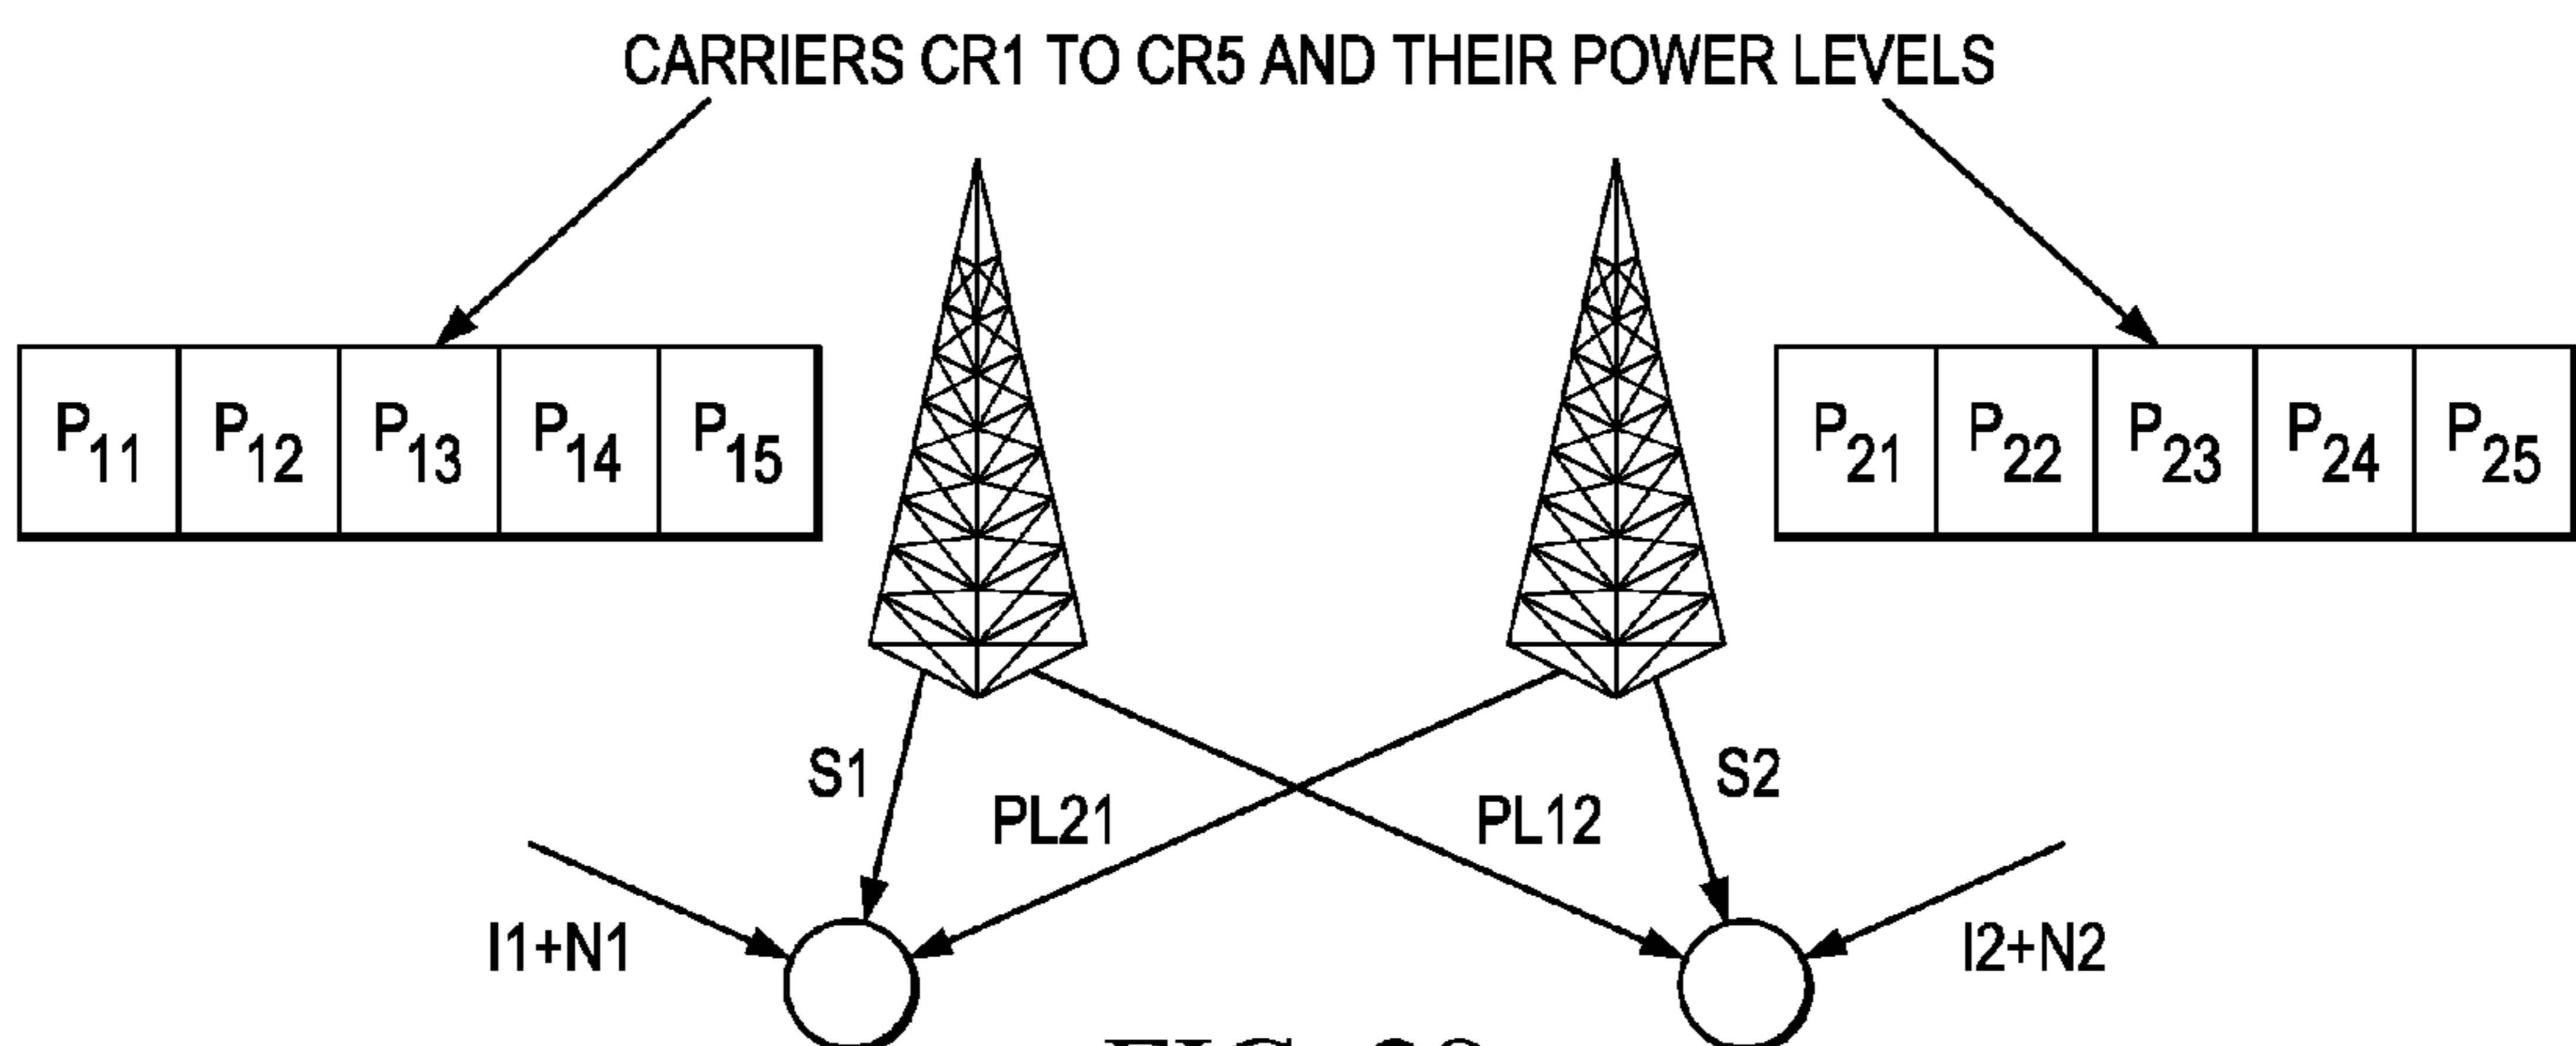 CARRIERS CR1 TO CR5 AND THEIR POWER LEVELS
P11 P12 P13 P14 P15
P21 P22 P23 P24 P25
S1
S2
PL21
PL12
I1+N1
I2+N2